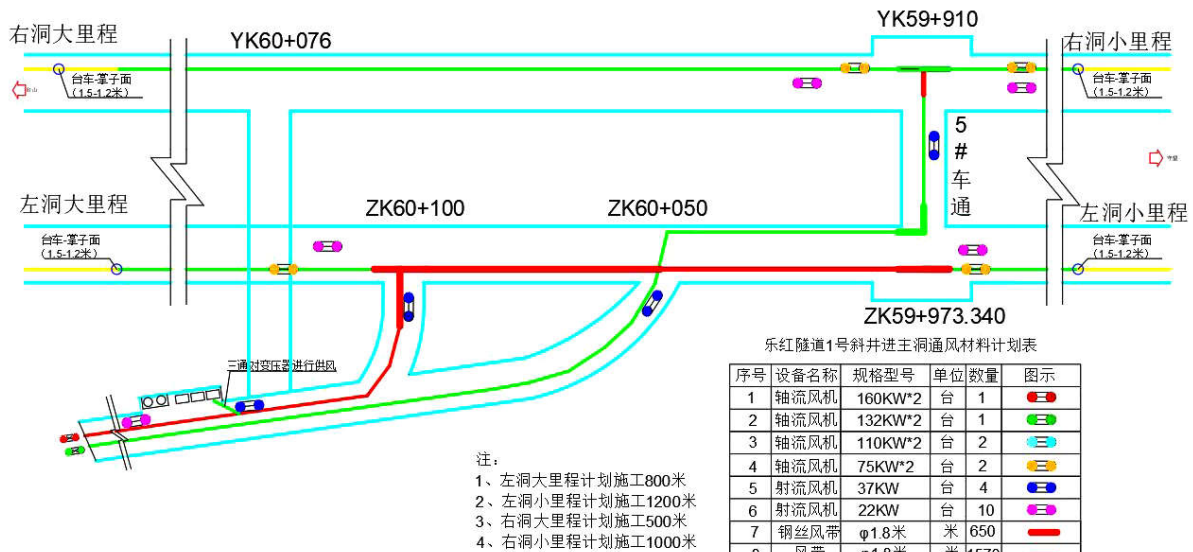 右洞大里程
YK60+076
YK59+910
右洞小里程
台车-掌子面
(1.5-1.2米)
台车-掌子面
(1.5-1.2米)
5
#
车
通
左洞大里程
ZK60+100
ZK60+050
左洞小里程
台车-掌子面
(1.5-1.2米)
台车-掌子面
(1.5-1.2米)
ZK59+973.340
三通对变压器进行供风
乐红隧道1号斜井进主洞通风材料计划表
序号 设备名称 规格型号 单位 数量 图示
1 轴流风机 160KW*2 台 1
2 轴流风机 132KW*2 台 1
3 轴流风机 110KW*2 台 2
4 轴流风机 75KW*2 台 2
5 射流风机 37KW 台 4
6 射流风机 22KW 台 10
7 钢丝风带 φ1.8米 米 650
风带 φ1.8米 米 1570
注：
1、左洞大里程计划施工800米
2、左洞小里程计划施工1200米
3、右洞大里程计划施工500米
4、右洞小里程计划施工1000米